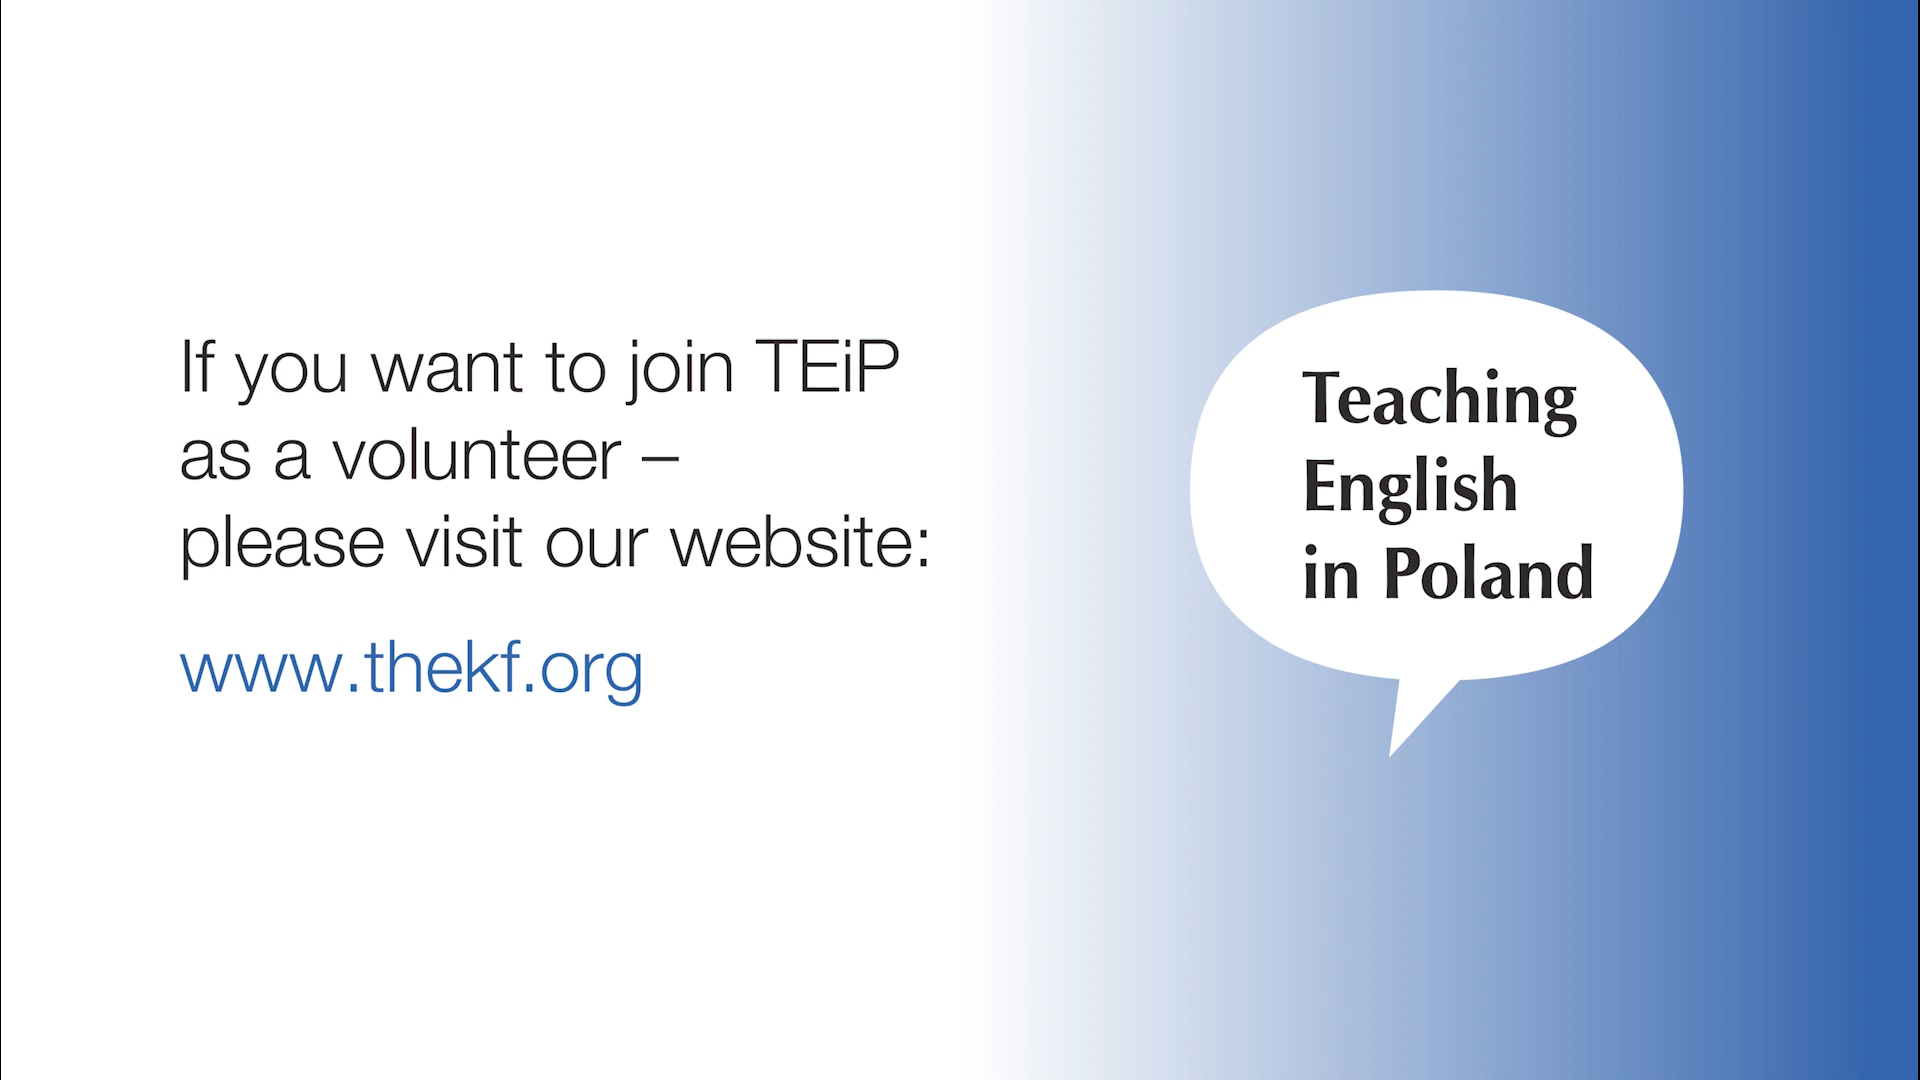 If you want to join TEiP
as a volunteer –
please visit our website:
www.thekf.org
Teaching
English
in Poland